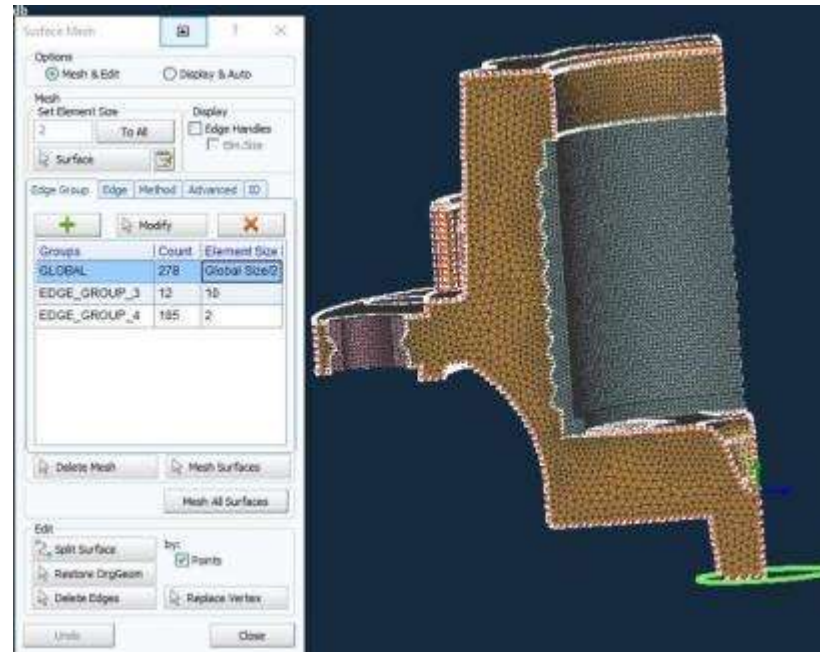 Surface Mesh ? ×
Options
Mesh & Edit Display & Auto
Mesh
Set Element Size Display
2 To All Edge Handles
Elm.Size
Surface
Edge Group Edge Method Advanced ID
Modify
Groups Count Element Size
GLOBAL 278 Global Size/2
EDGE_GROUP_3 12 10
EDGE_GROUP_4 185 2
Delete Mesh Mesh Surfaces
Mesh All Surfaces
Edit
Split Surface by:
Points
Restore OrgGeom
Delete Edges Replace Vertex
Undo Close